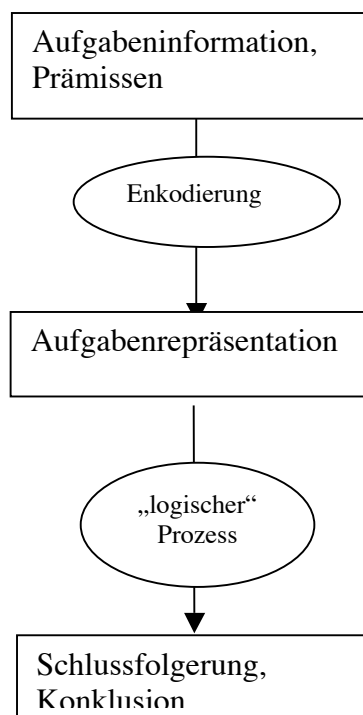 Aufgabeninformation,
Prämissen
Enkodierung
Aufgabenrepräsentation
„logischer“
Prozess
Schlussfolgerung,
Konklusion